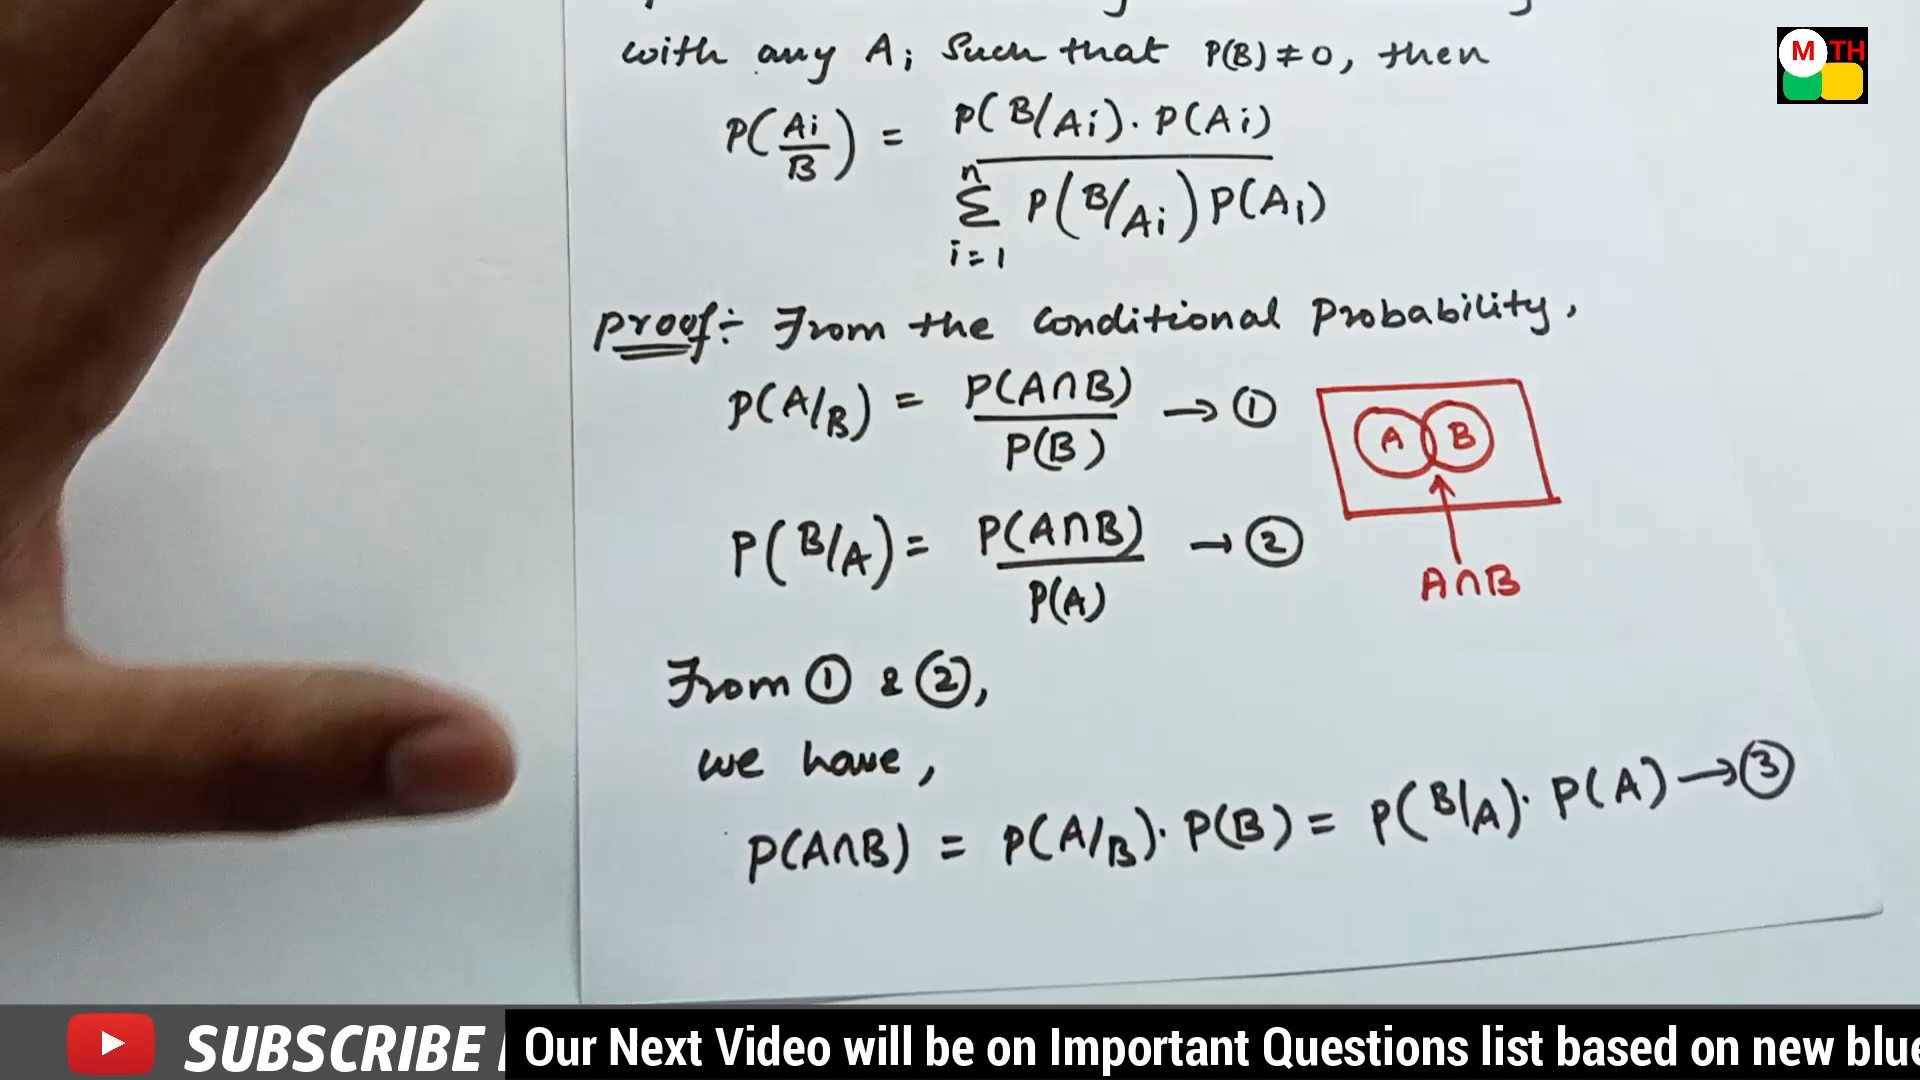 with any Ai Such that P(B) ≠ 0, then
P(Ai/B) = P(B/Ai). P(Ai) / n Σ i=1 P(B/Ai) P(Ai)
proof:- From the conditional Probability,
P(A/B) = P(A∩B) / P(B) → ①
P(B/A) = P(A∩B) / P(A) → ②
A B
A∩B
From ① & ②,
we have,
P(A∩B) = P(A/B). P(B) = P(B/A). P(A) → ③
M TH
SUBSCRIBE
Our Next Video will be on Important Questions list based on new blue